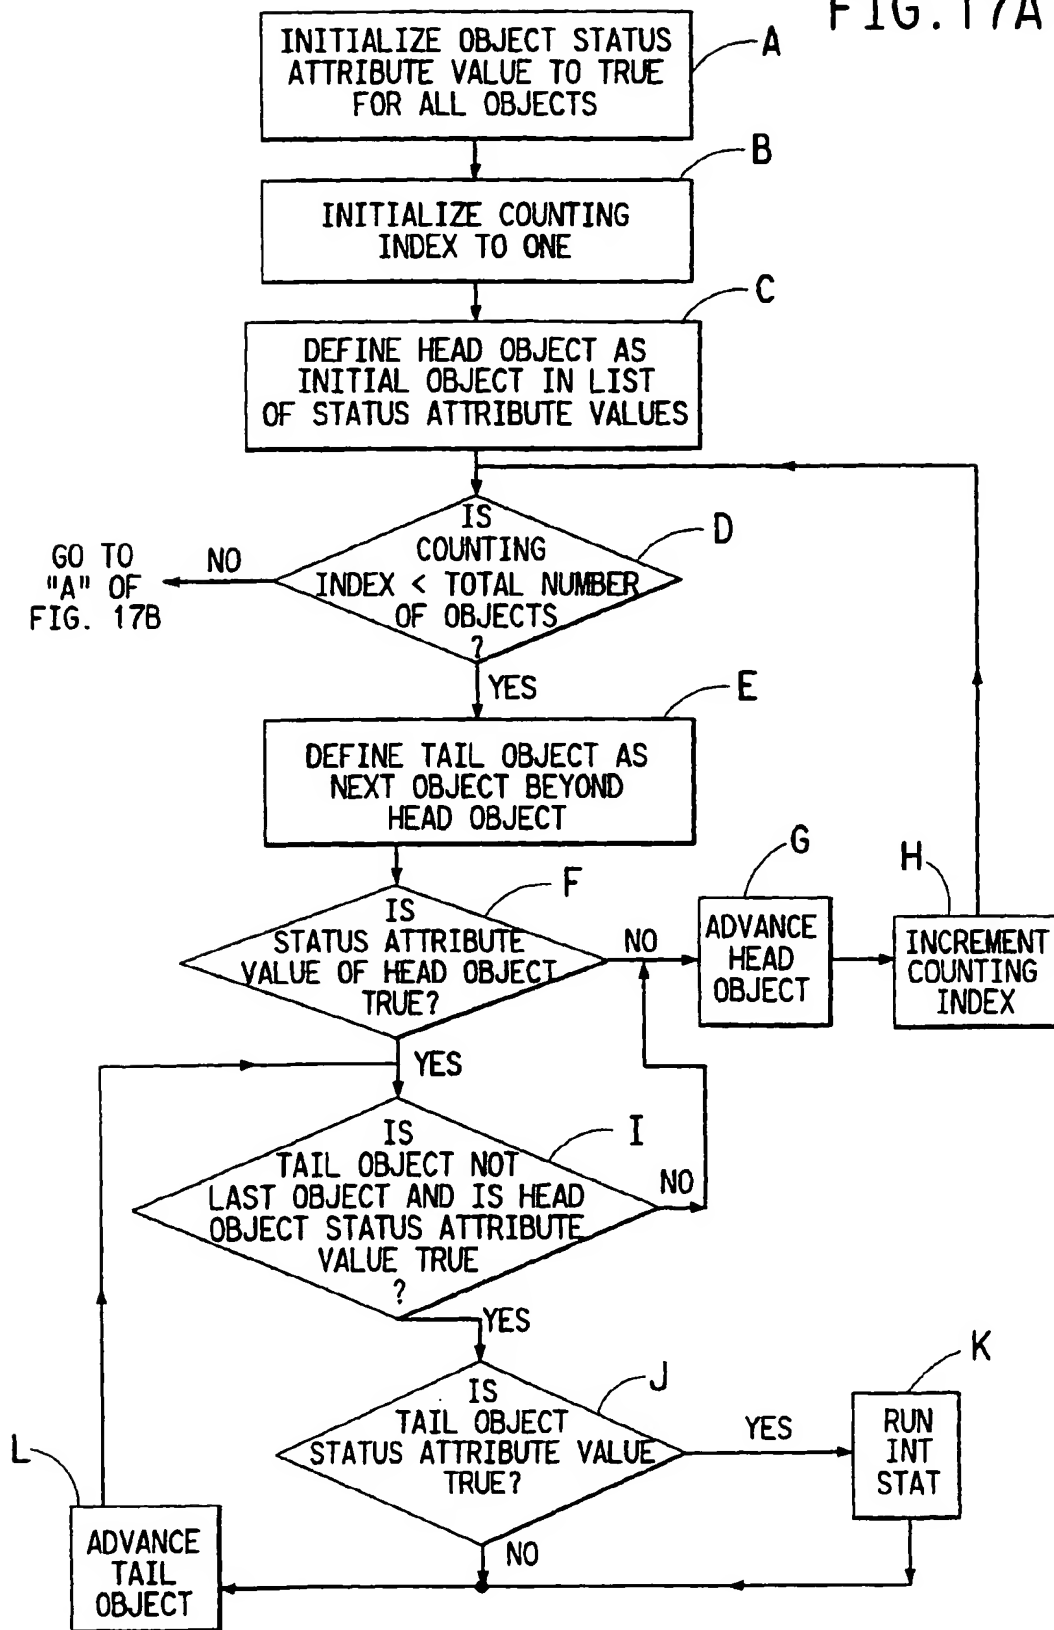 FIG. 17A
INITIALIZE OBJECT STATUS
ATTRIBUTE VALUE TO TRUE
FOR ALL OBJECTS
A
INITIALIZE COUNTING
INDEX TO ONE
B
DEFINE HEAD OBJECT AS
INITIAL OBJECT IN LIST
OF STATUS ATTRIBUTE VALUES
C
IS
COUNTING
INDEX < TOTAL NUMBER
OF OBJECTS
?
D
NO
GO TO
"A" OF
FIG. 17B
YES
DEFINE TAIL OBJECT AS
NEXT OBJECT BEYOND
HEAD OBJECT
E
IS
STATUS ATTRIBUTE
VALUE OF HEAD OBJECT
TRUE?
F
NO
ADVANCE
HEAD
OBJECT
G
INCREMENT
COUNTING
INDEX
H
YES
IS
TAIL OBJECT NOT
LAST OBJECT AND IS HEAD
OBJECT STATUS ATTRIBUTE
VALUE TRUE
?
I
NO
YES
IS
TAIL OBJECT
STATUS ATTRIBUTE VALUE
TRUE?
J
YES
RUN
INT
STAT
K
NO
ADVANCE
TAIL
OBJECT
L